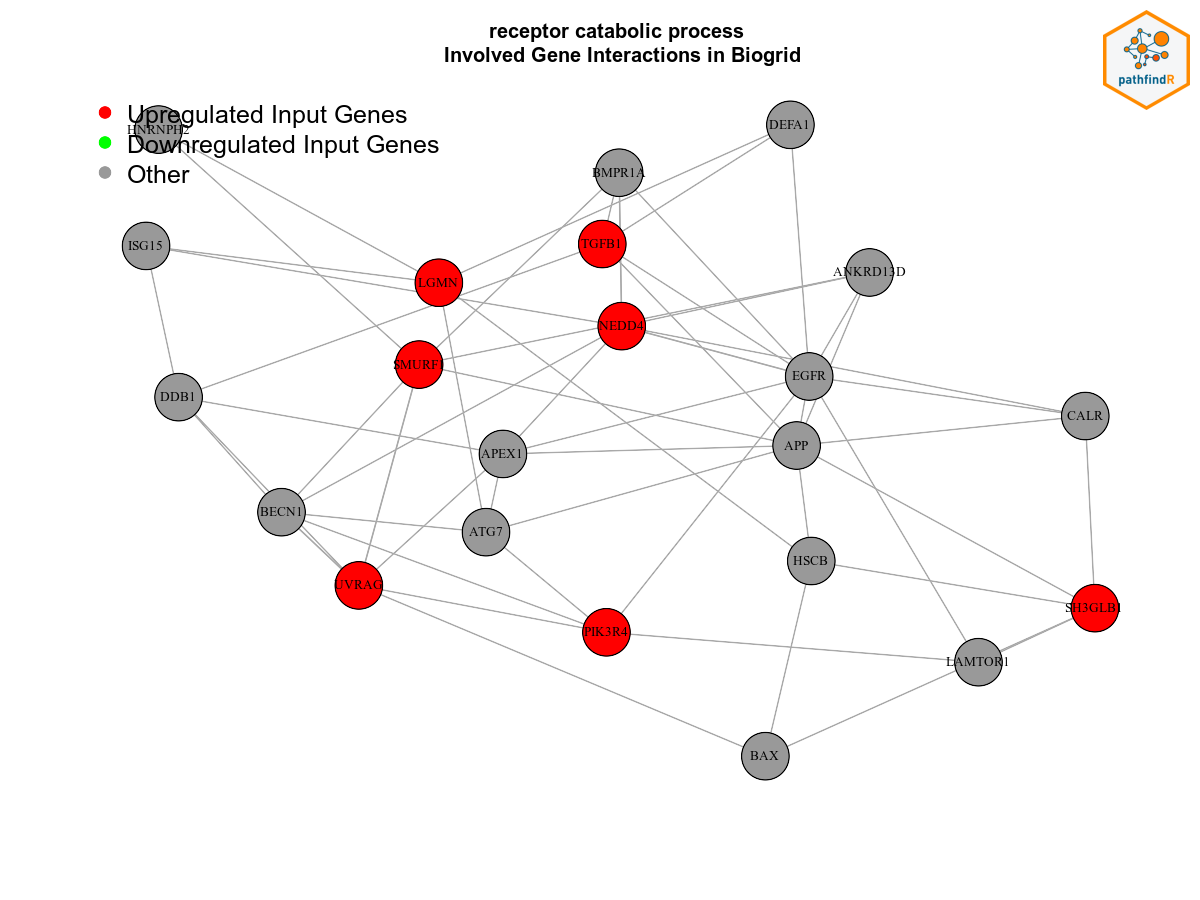 receptor catabolic process
Involved Gene Interactions in Biogrid
pathfindR
Upregulated Input Genes
HNRNPH2
Downregulated Input Genes
Other
DEFA1
BMPR1A
ISG15
TGFB1
LGMN
ANKRD13D
NEDD4
SMURF1
EGFR
DDB1
CALR
APP
APEX1
BECN1
ATG7
HSCB
UVRAG
SH3GLB1
PIK3R4
LAMTOR1
BAX